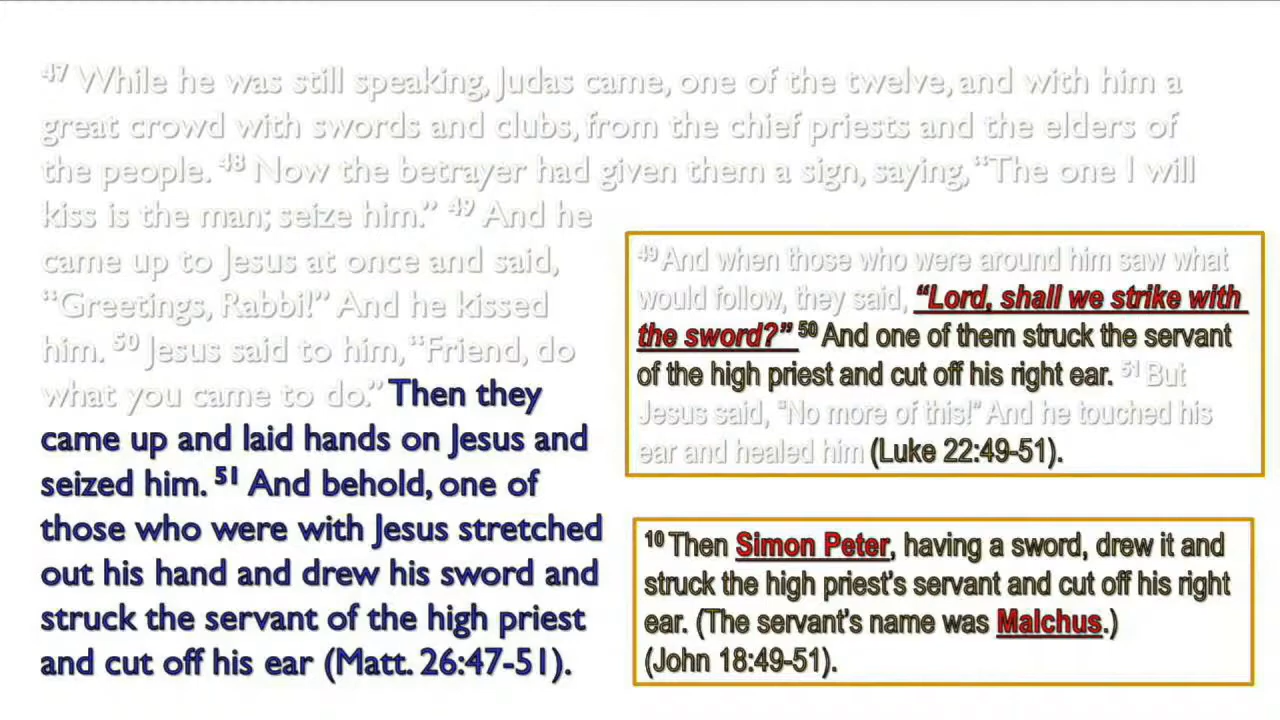 47 While he was still speaking, Judas came, one of the twelve, and with him a
great crowd with swords and clubs, from the chief priests and the elders of
the people. 48 Now the betrayer had given them a sign, saying, “The one I will
kiss is the man; seize him.” 49 And he
came up to Jesus at once and said,
“Greetings, Rabbi!” And he kissed
him. 50 Jesus said to him, “Friend, do
what you came to do.” Then they
came up and laid hands on Jesus and
seized him. 51 And behold, one of
those who were with Jesus stretched
out his hand and drew his sword and
struck the servant of the high priest
and cut off his ear (Matt. 26:47-51).
49 And when those who were around him saw what
would follow, they said, “Lord, shall we strike with
the sword?” 50 And one of them struck the servant
of the high priest and cut off his right ear. 51 But
Jesus said, “No more of this!” And he touched his
ear and healed him (Luke 22:49-51).
10 Then Simon Peter, having a sword, drew it and
struck the high priest’s servant and cut off his right
ear. (The servant’s name was Malchus.)
(John 18:49-51).